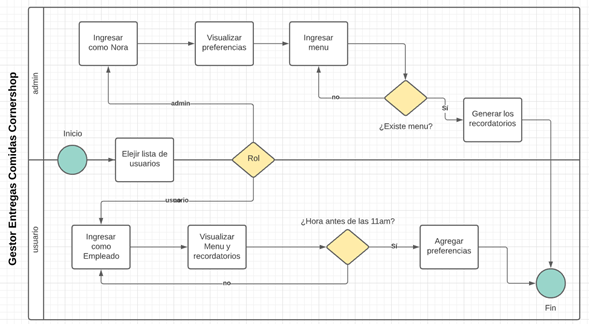 Gestor Entregas Comidas Cornershop
admin
Ingresar
como Nora
Visualizar
preferencias
Ingresar
menu
no
Sí
¿Existe menu?
Generar los
recordatorios
admin
Inicio
Elejir lista de
usuarios
Rol
usuario
usuario
Ingresar
como
Empleado
Visualizar
Menu y
recordatorios
¿Hora antes de las 11am?
Sí
Agregar
preferencias
no
Fin